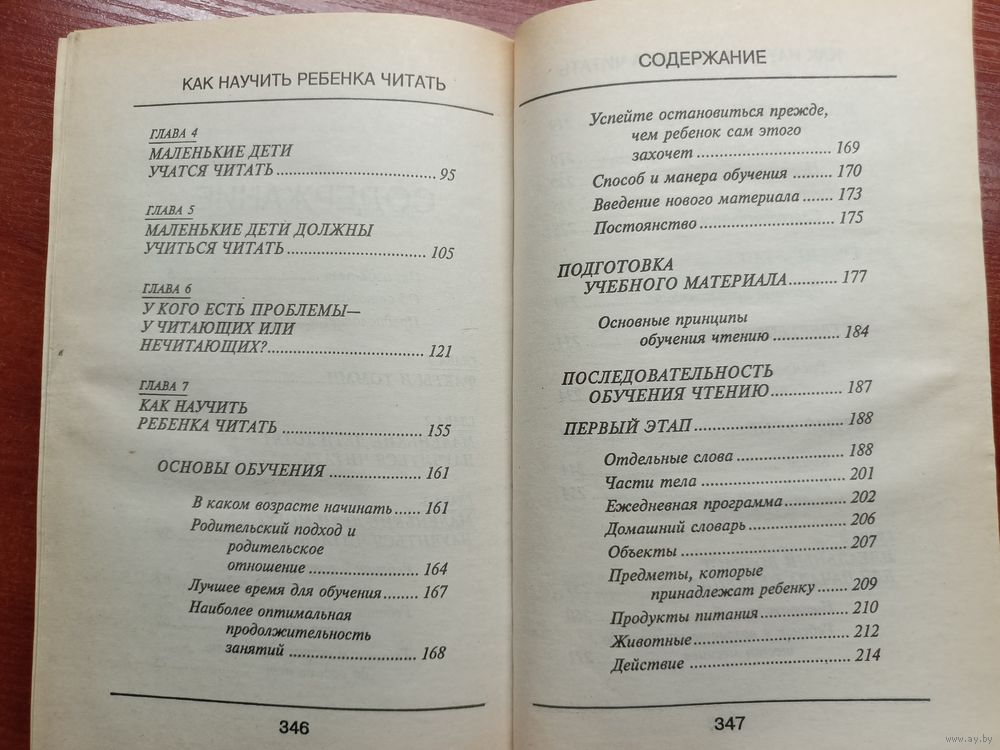 КАК НАУЧИТЬ РЕБЕНКА ЧИТАТЬ
ГЛАВА 4
МАЛЕНЬКИЕ ДЕТИ
УЧАТСЯ ЧИТАТЬ ........................ 95
ГЛАВА 5
МАЛЕНЬКИЕ ДЕТИ ДОЛЖНЫ
УЧИТЬСЯ ЧИТАТЬ ........................ 105
ГЛАВА 6
У КОГО ЕСТЬ ПРОБЛЕМЫ—
У ЧИТАЮЩИХ ИЛИ
НЕЧИТАЮЩИХ? ........................ 121
ГЛАВА 7
КАК НАУЧИТЬ
РЕБЕНКА ЧИТАТЬ ........................ 155
ОСНОВЫ ОБУЧЕНИЯ ................ 161
В каком возрасте начинать ...... 161
Родительский подход и
родительское
отношение ................ 164
Лучшее время для обучения ........ 167
Наиболее оптимальная
продолжительность
занятий .................... 168
346
СОДЕРЖАНИЕ
Успейте остановиться прежде,
чем ребенок сам этого
захочет ........................ 169
Способ и манера обучения ........... 170
Введение нового материала ....... 173
Постоянство ..................... 175
ПОДГОТОВКА
УЧЕБНОГО МАТЕРИАЛА ........... 177
Основные принципы
обучения чтению ........... 184
ПОСЛЕДОВАТЕЛЬНОСТЬ
ОБУЧЕНИЯ ЧТЕНИЮ ........... 187
ПЕРВЫЙ ЭТАП ........................ 188
Отдельные слова ................ 188
Части тела ..................... 201
Ежедневная программа .......... 202
Домашний словарь ............... 206
Объекты ........................ 207
Предметы, которые
принадлежат ребенку ..... 209
Продукты питания ............. 210
Животные ....................... 212
Действие ........................ 214
347
© www.ay.by